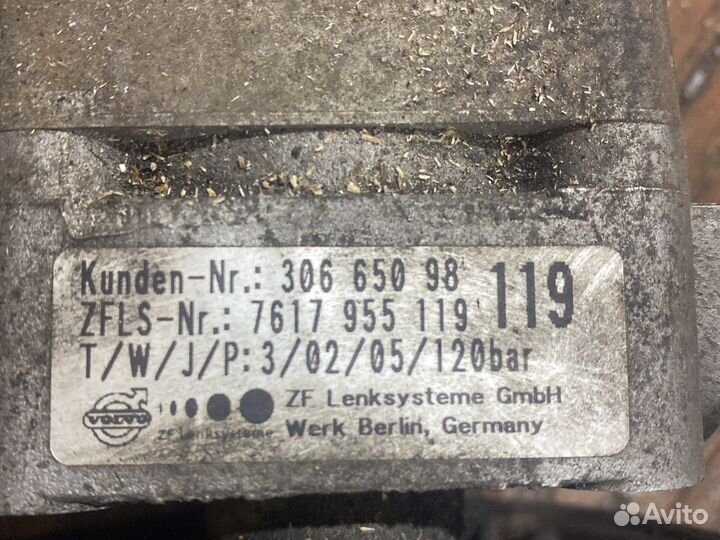 Kunden-Nr.: 306 650 98 119
ZFLS-Nr.: 7617 955 119
T/W/J/P: 3/02/05/120bar
VOLVO
ZF Lenksysteme
ZF Lenksysteme GmbH
Werk Berlin, Germany
Avito